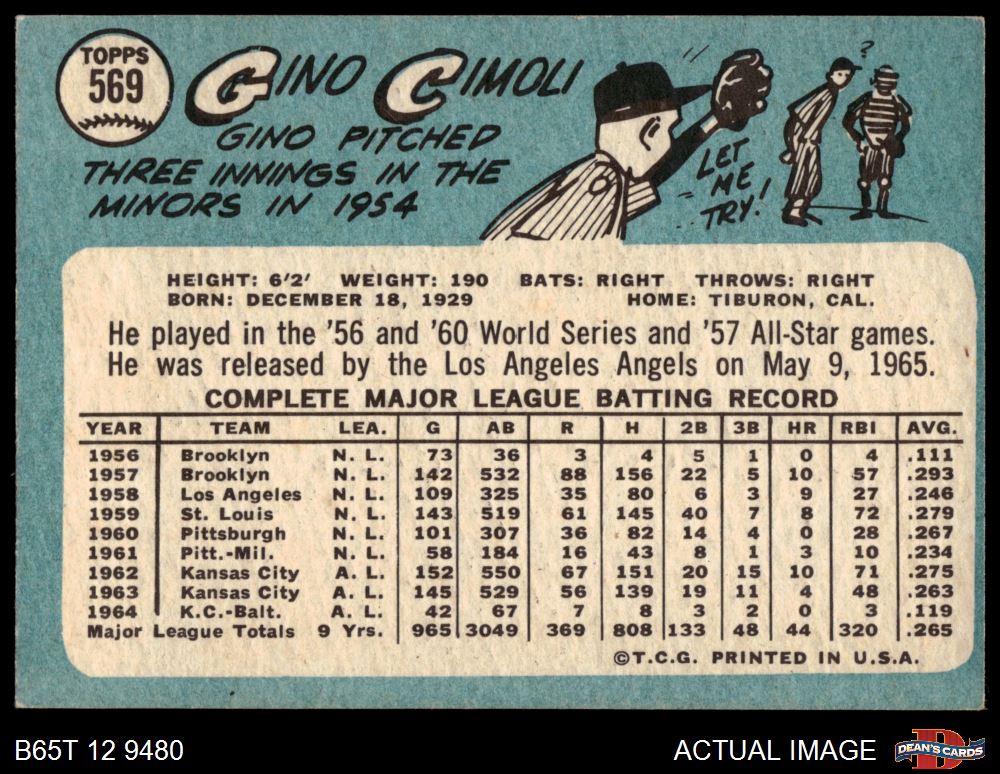 TOPPS
569
GINO CIMOLI
GINO PITCHED
THREE INNINGS IN THE
MINORS IN 1954
LET
ME
TRY!
?
HEIGHT: 6'2' WEIGHT: 190 BATS: RIGHT THROWS: RIGHT
BORN: DECEMBER 18, 1929 HOME: TIBURON, CAL.
He played in the '56 and '60 World Series and '57 All-Star games.
He was released by the Los Angeles Angels on May 9, 1965.
COMPLETE MAJOR LEAGUE BATTING RECORD
YEAR TEAM LEA. G AB R H 2B 3B HR RBI AVG.
1956 Brooklyn N. L. 73 36 3 4 5 1 0 4 .111
1957 Brooklyn N. L. 142 532 88 156 22 5 10 57 .293
1958 Los Angeles N. L. 109 325 35 80 6 3 9 27 .246
1959 St. Louis N. L. 143 519 61 145 40 7 8 72 .279
1960 Pittsburgh N. L. 101 307 36 82 14 4 0 28 .267
1961 Pitt.-Mil. N. L. 58 184 16 43 8 1 3 10 .234
1962 Kansas City A. L. 152 550 67 151 20 15 10 71 .275
1963 Kansas City A. L. 145 529 56 139 19 11 4 48 .263
1964 K.C.-Balt. A. L. 42 67 7 8 3 2 0 3 .119
Major League Totals 9 Yrs. 965 3049 369 808 133 48 44 320 .265
©T.C.G. PRINTED IN U.S.A.
B65T 12 9480 ACTUAL IMAGE D DEAN'S CARDS